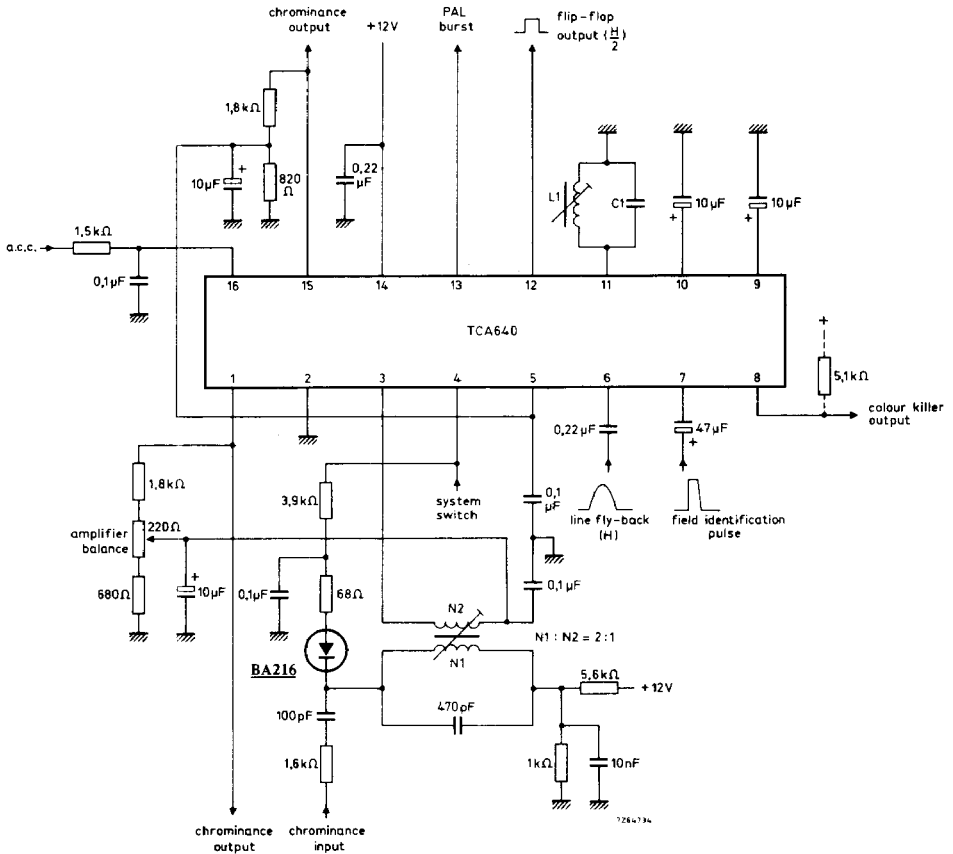 chrominance
output
+12V
PAL
burst
flip-flop
output (H/2)
1,8kΩ
10µF
+
820
Ω
0,22
µF
L1
C1
10µF
+
10µF
+
a.c.c.
1,5kΩ
0,1µF
16
15
14
13
12
11
10
9
TCA640
1
2
3
4
5
6
7
8
+
5,1kΩ
colour killer
output
0,22µF
47µF
+
1,8kΩ
3,9kΩ
system
switch
0,1
µF
line fly-back
(H)
field identification
pulse
amplifier
balance
220Ω
680Ω
+
10µF
0,1µF
68Ω
0,1µF
N2
N1
N1 : N2 = 2:1
BA216
5,6kΩ
+12V
100pF
470pF
1,6kΩ
1kΩ
10nF
chrominance
output
chrominance
input
7264734